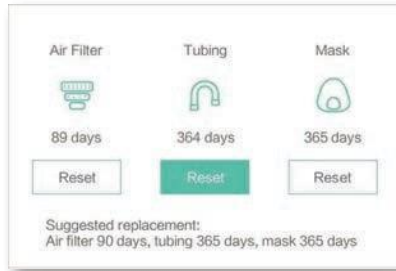 Air Filter Tubing Mask
89 days 364 days 365 days
Reset Reset Reset
Suggested replacement:
Air filter 90 days, tubing 365 days, mask 365 days